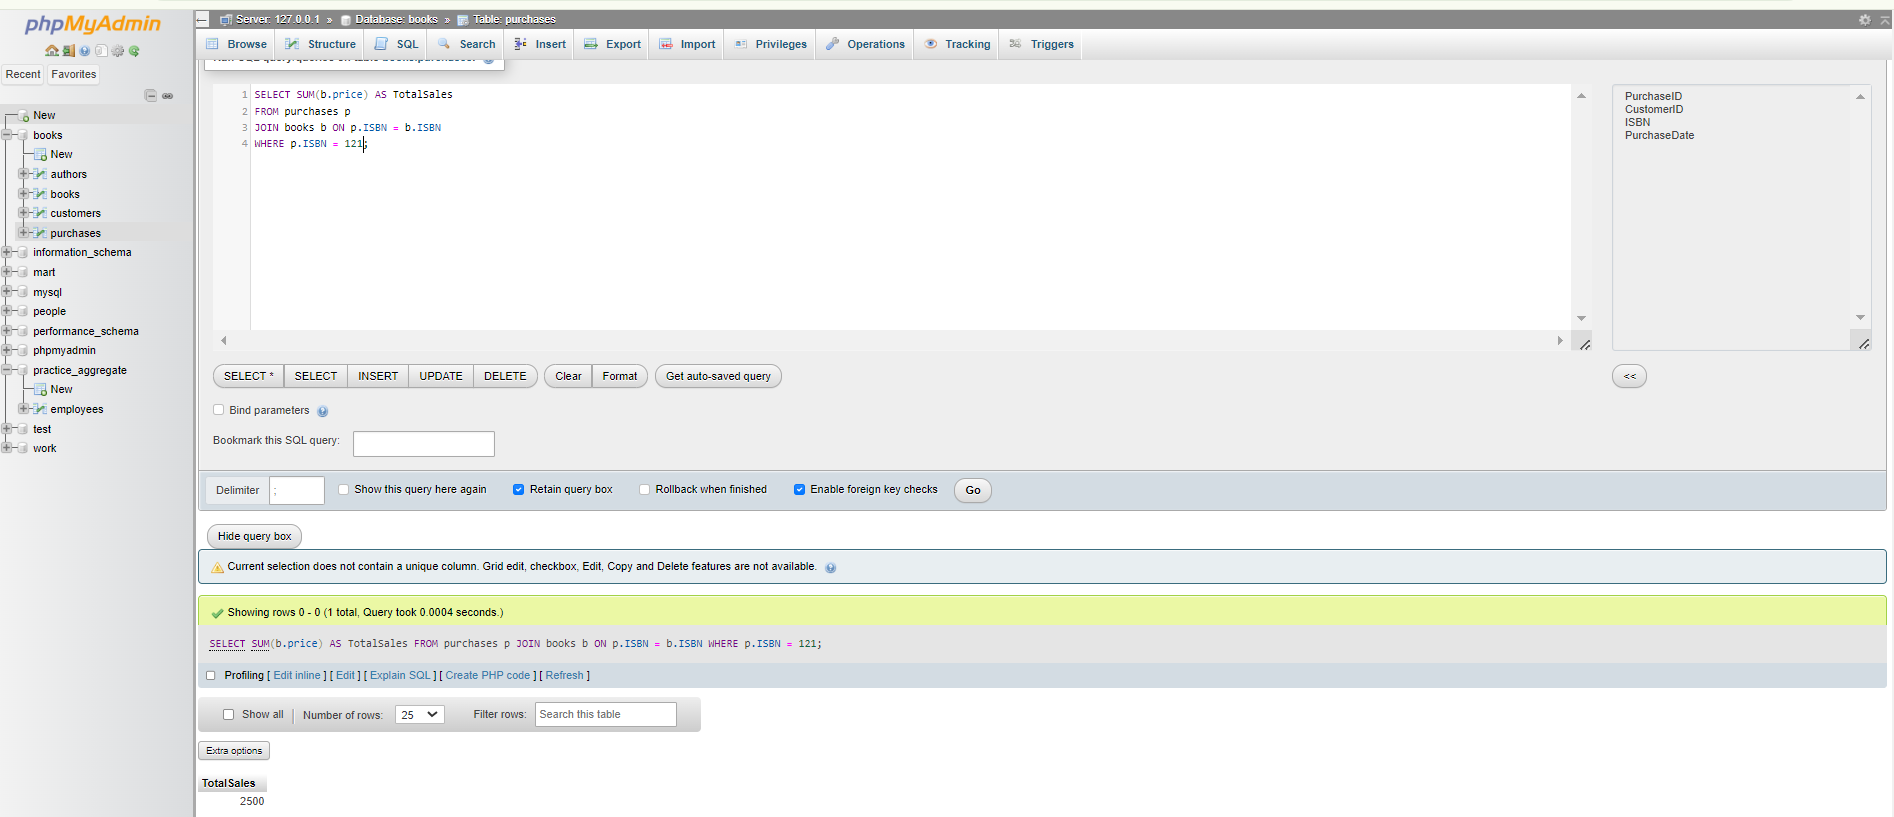 phpMyAdmin
Recent
Favorites
New
books
New
authors
books
customers
purchases
information_schema
mart
mysql
people
performance_schema
phpmyadmin
practice_aggregate
New
employees
test
work
Server: 127.0.0.1 » Database: books » Table: purchases
Browse Structure SQL Search Insert Export Import Privileges Operations Tracking Triggers
Run SQL query/queries on table books.purchases:
1 SELECT SUM(b.price) AS TotalSales
2 FROM purchases p
3 JOIN books b ON p.ISBN = b.ISBN
4 WHERE p.ISBN = 121;
PurchaseID
CustomerID
ISBN
PurchaseDate
SELECT * SELECT INSERT UPDATE DELETE Clear Format Get auto-saved query
<<
Bind parameters
Bookmark this SQL query:
Delimiter ; Show this query here again Retain query box Rollback when finished Enable foreign key checks Go
Hide query box
Current selection does not contain a unique column. Grid edit, checkbox, Edit, Copy and Delete features are not available.
Showing rows 0 - 0 (1 total, Query took 0.0004 seconds.)
SELECT SUM(b.price) AS TotalSales FROM purchases p JOIN books b ON p.ISBN = b.ISBN WHERE p.ISBN = 121;
Profiling [ Edit inline ] [ Edit ] [ Explain SQL ] [ Create PHP code ] [ Refresh ]
Show all Number of rows: 25 Filter rows: Search this table
Extra options
TotalSales
2500